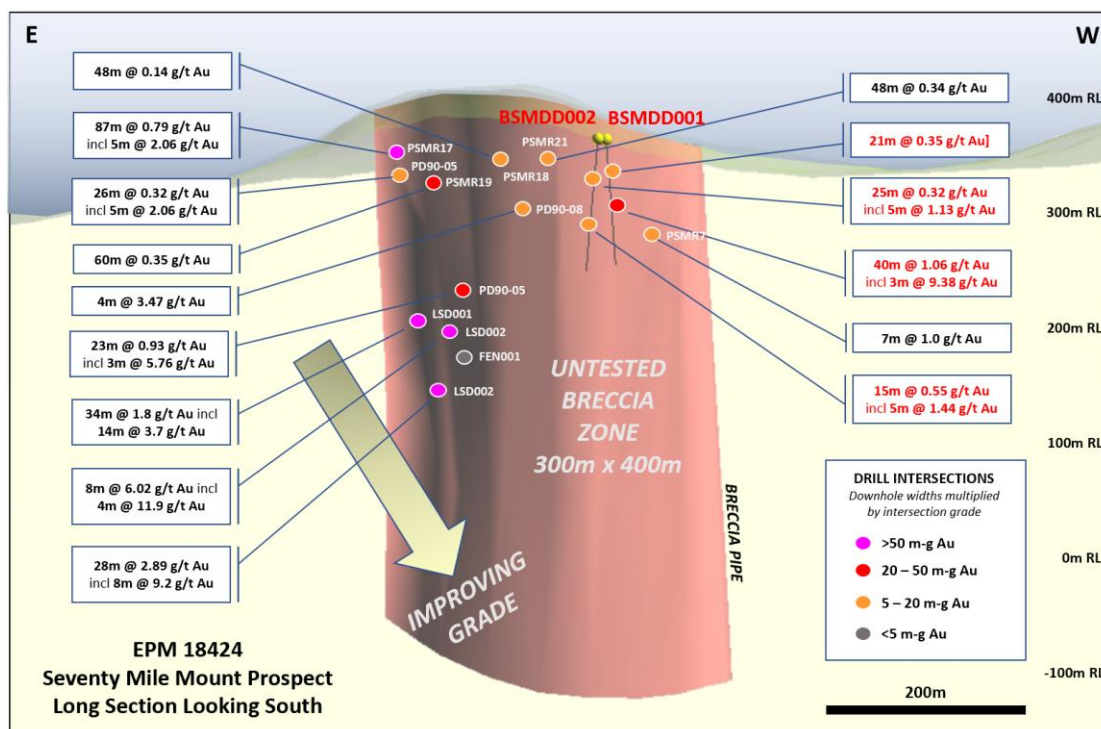 E
W
48m @ 0.14 g/t Au
87m @ 0.79 g/t Au
incl 5m @ 2.06 g/t Au
26m @ 0.32 g/t Au
incl 5m @ 2.06 g/t Au
60m @ 0.35 g/t Au
4m @ 3.47 g/t Au
23m @ 0.93 g/t Au
incl 3m @ 5.76 g/t Au
34m @ 1.8 g/t Au incl
14m @ 3.7 g/t Au
8m @ 6.02 g/t Au incl
4m @ 11.9 g/t Au
28m @ 2.89 g/t Au
incl 8m @ 9.2 g/t Au
BSMDD002 BSMDD001
PSMR17
PD90-05
PSMR19
PSMR18
PSMR21
PD90-08
PSMR7
PD90-05
LSD001
LSD002
FEN001
LSD002
UNTESTED
BRECCIA
ZONE
300m x 400m
IMPROVING
GRADE
BRECCIA PIPE
48m @ 0.34 g/t Au
21m @ 0.35 g/t Au]
25m @ 0.32 g/t Au
incl 5m @ 1.13 g/t Au
40m @ 1.06 g/t Au
incl 3m @ 9.38 g/t Au
7m @ 1.0 g/t Au
15m @ 0.55 g/t Au
incl 5m @ 1.44 g/t Au
400m RL
300m RL
200m RL
100m RL
0m RL
-100m RL
DRILL INTERSECTIONS
Downhole widths multiplied
by intersection grade
>50 m-g Au
20 – 50 m-g Au
5 – 20 m-g Au
<5 m-g Au
200m
EPM 18424
Seventy Mile Mount Prospect
Long Section Looking South